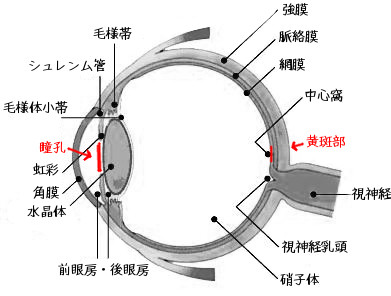 毛様帯
シュレンム管
毛様体小帯
瞳孔
虹彩
角膜
水晶体
前眼房・後眼房
強膜
脈絡膜
網膜
中心窩
黄斑部
視神経
視神経乳頭
硝子体